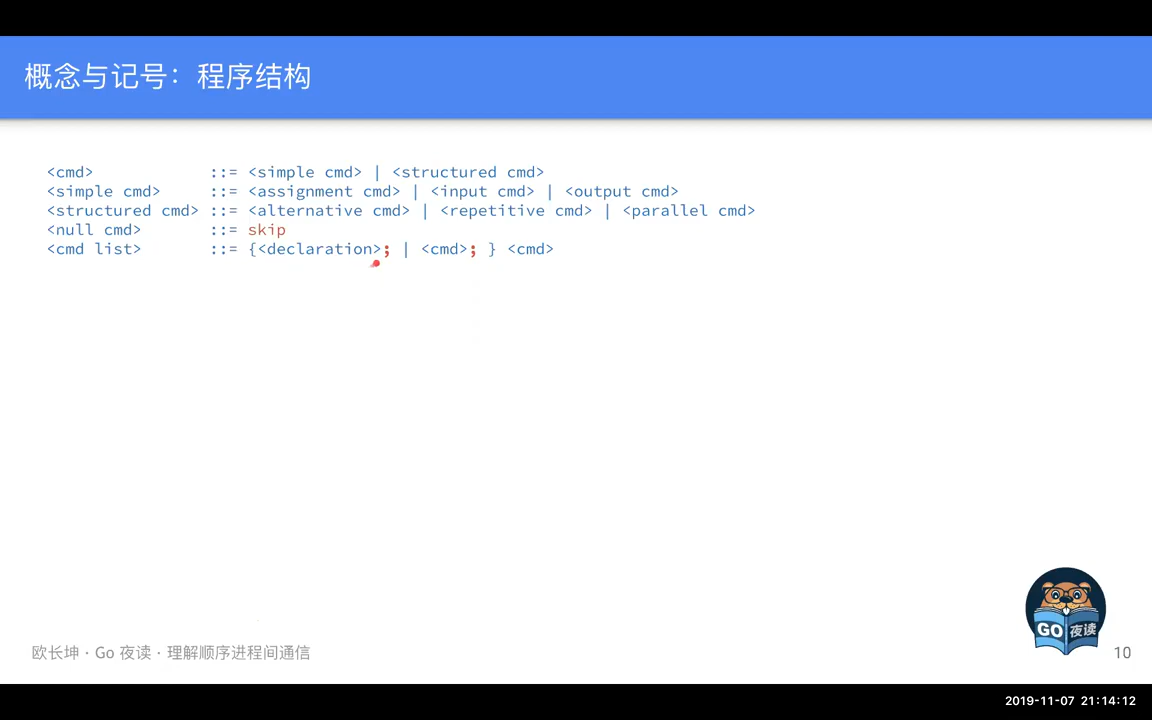 概念与记号：程序结构
<cmd> ::= <simple cmd> | <structured cmd>
<simple cmd> ::= <assignment cmd> | <input cmd> | <output cmd>
<structured cmd> ::= <alternative cmd> | <repetitive cmd> | <parallel cmd>
<null cmd> ::= skip
<cmd list> ::= {<declaration>; | <cmd>; } <cmd>
GO 夜读
欧长坤 · Go 夜读 · 理解顺序进程间通信
10
2019-11-07 21:14:12